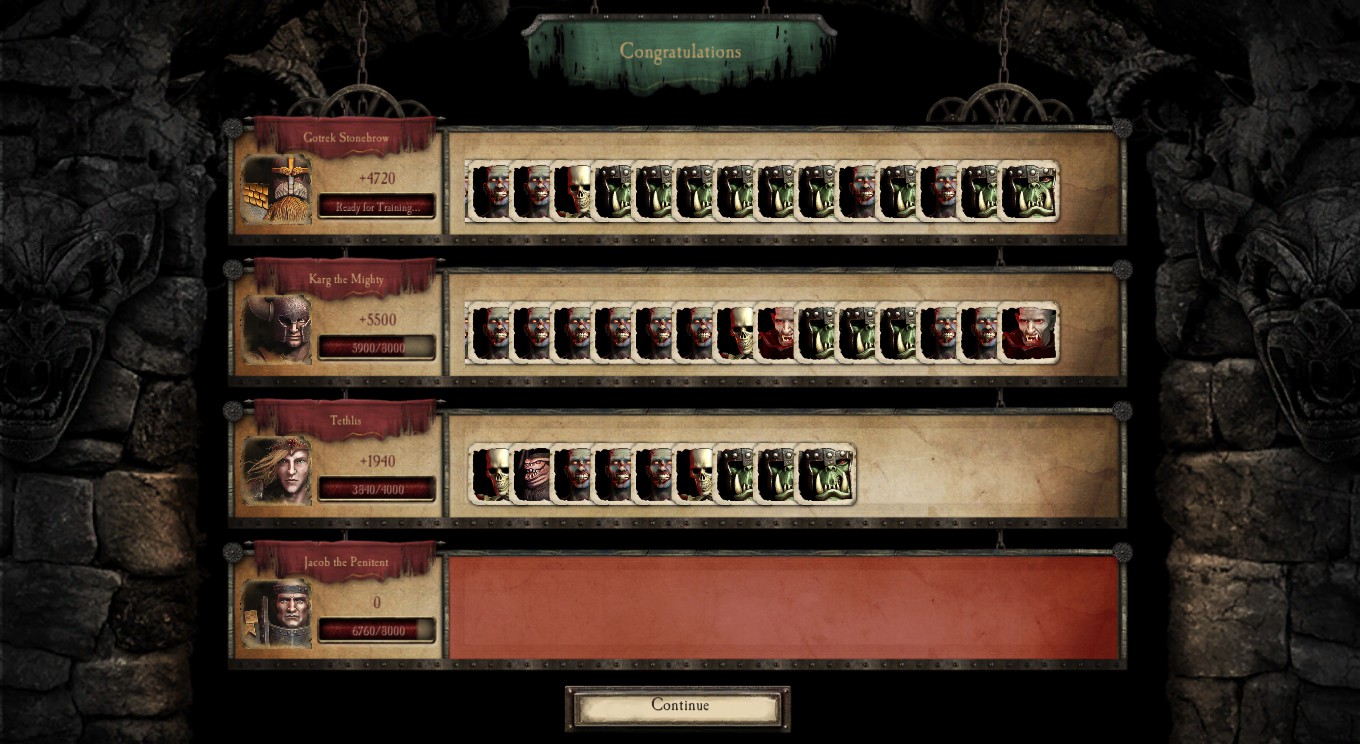 Congratulations
Gotrek Stonebrow
+4720
Ready for Training...
Karg the Mighty
+5500
5900/8000
Tethlis
+1940
3840/4000
Jacob the Penitent
0
6760/8000
Continue